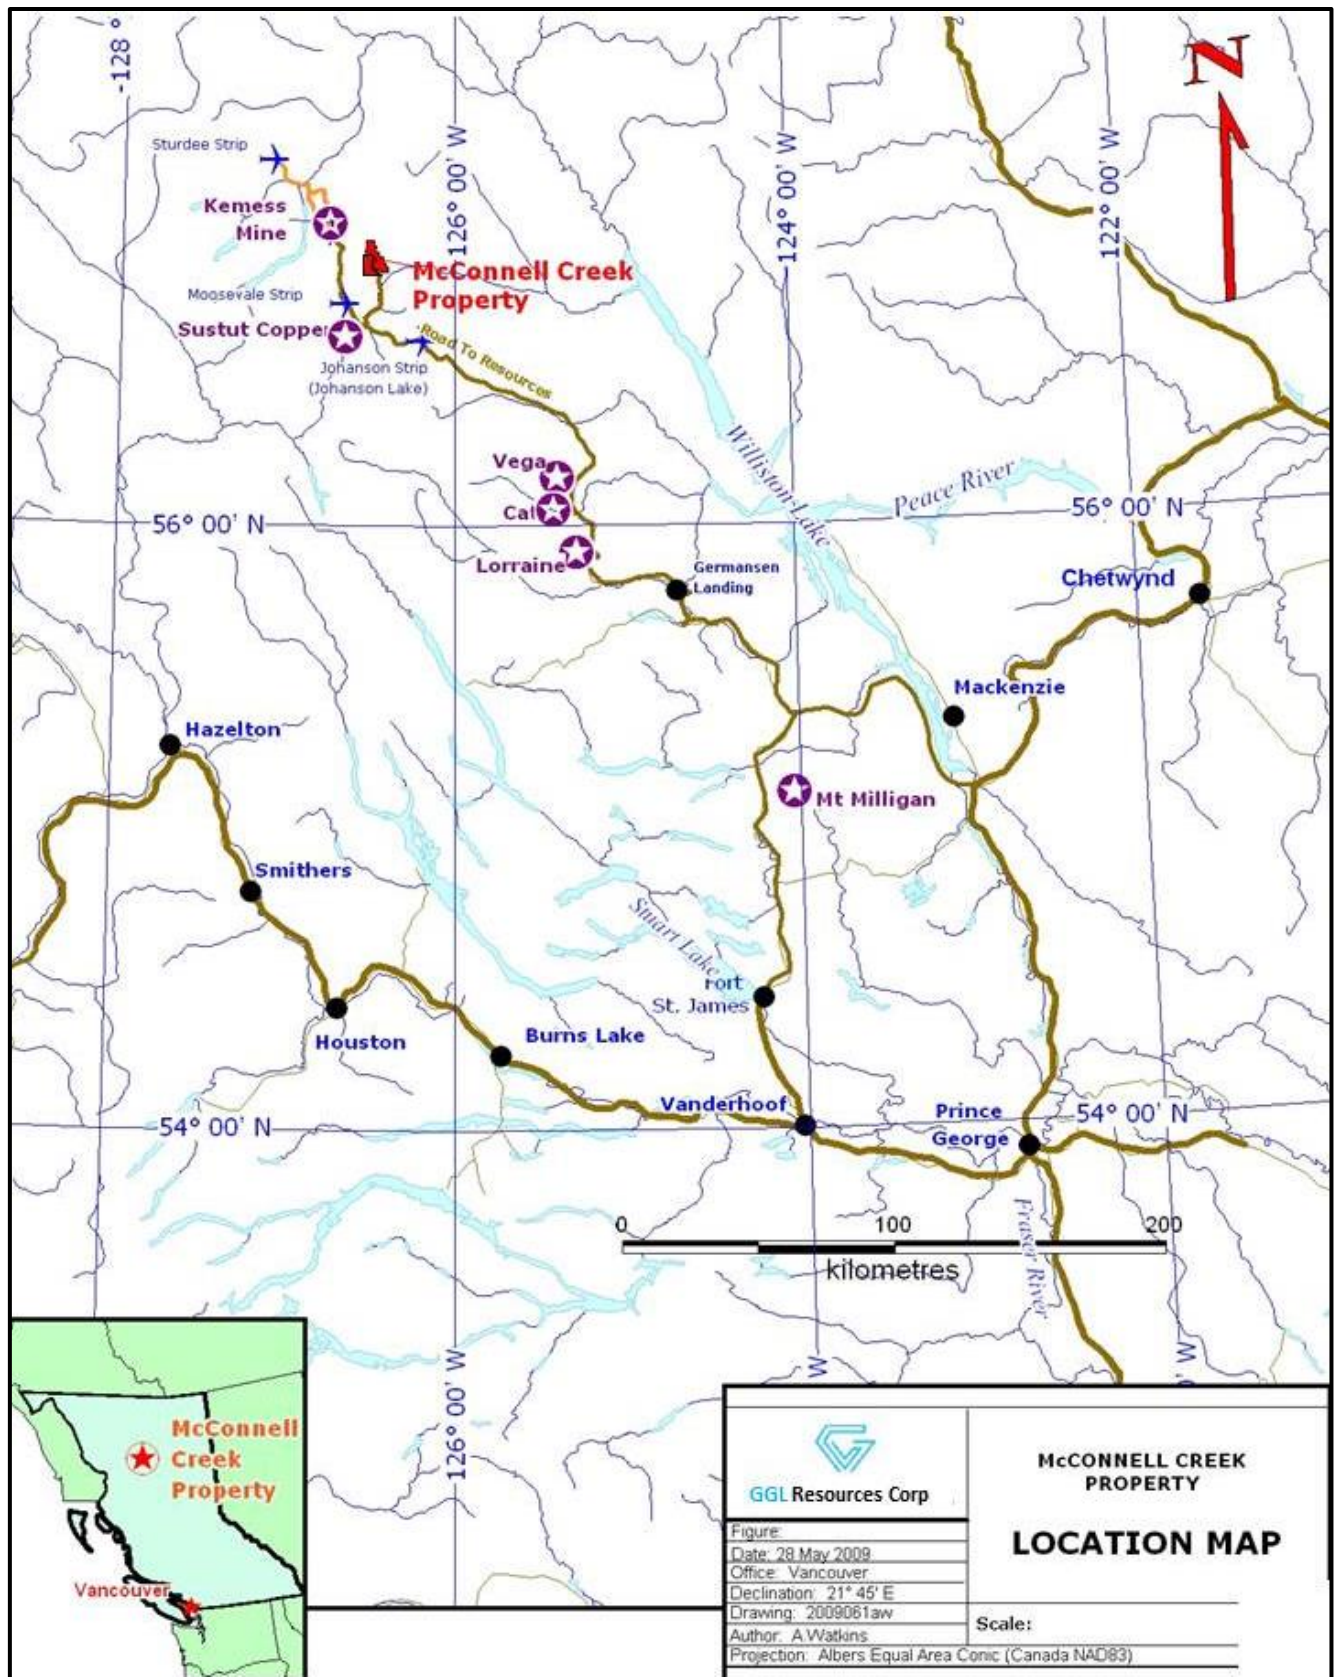 -128 °
126° 00' W
124° 00' W
122° 00' W
N
Sturdee Strip
Kemess
Mine
McConnell Creek
Property
Moosevale Strip
Sustut Copper
Road To Resources
Johanson Strip
(Johanson Lake)
Vega
Cat
56° 00' N
Lorraine
Germansen
Landing
Williston Lake
Peace River
56° 00' N
Chetwynd
Mackenzie
Hazelton
Mt Milligan
Smithers
Stuart Lake
Fort
St. James
Houston
Burns Lake
Vanderhoof
Prince
George
54° 00' N
54° 00' N
0 100 200
kilometres
Fraser River
126° 00' W
W
W
McConnell
Creek
Property
Vancouver
GGL Resources Corp
McCONNELL CREEK
PROPERTY
LOCATION MAP
Figure:
Date: 28 May 2009
Office: Vancouver
Declination: 21° 45' E
Drawing: 2009061aw
Author: A.Watkins
Scale:
Projection: Albers Equal Area Conic (Canada NAD83)